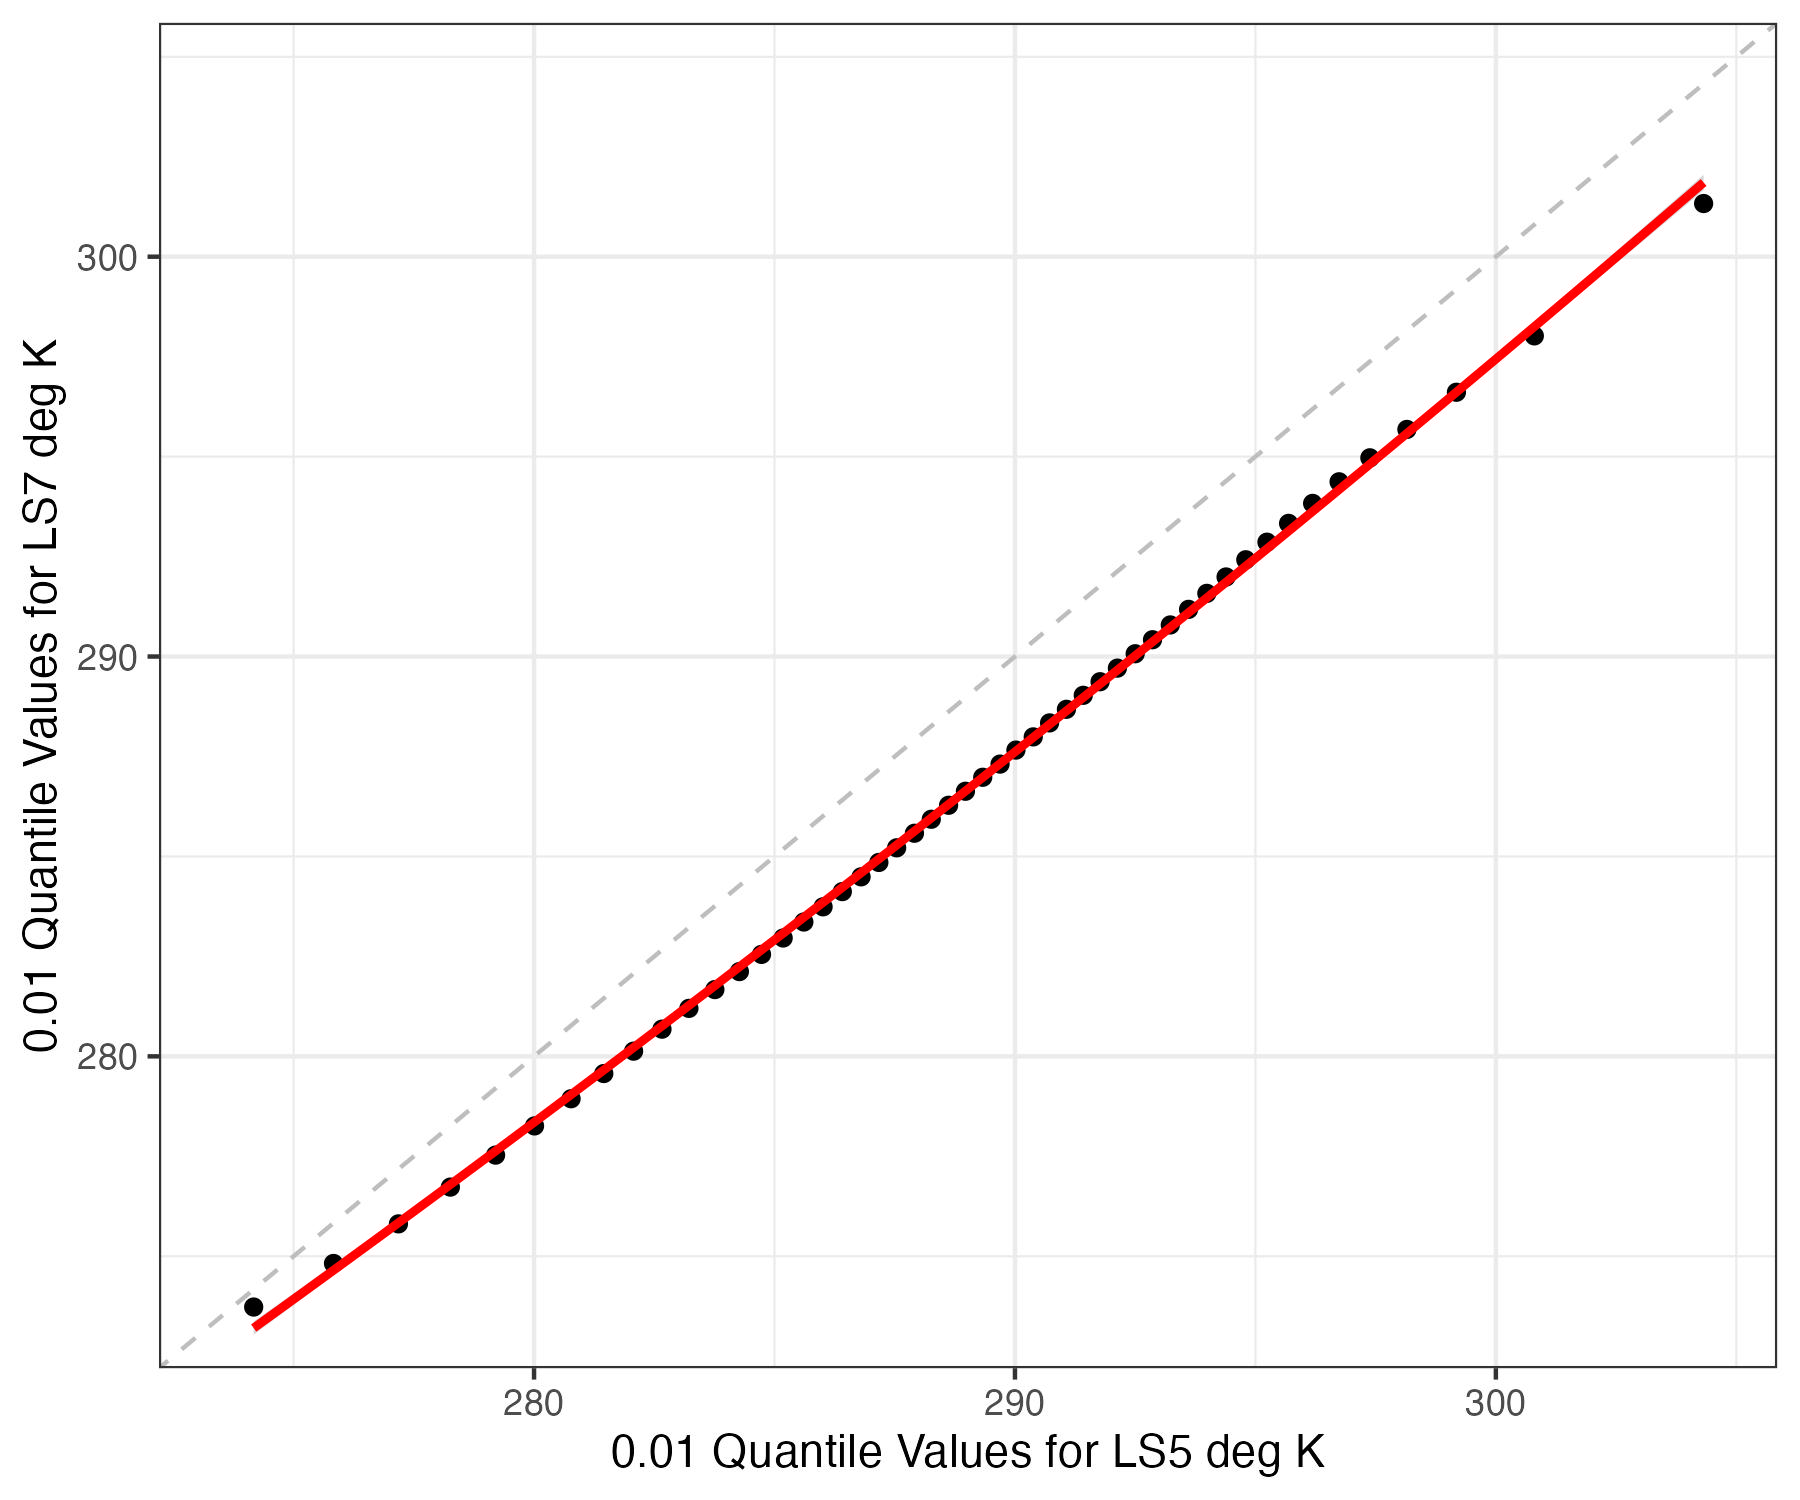 0.01 Quantile Values for LS7 deg K
300
290
280
280 290 300
0.01 Quantile Values for LS5 deg K